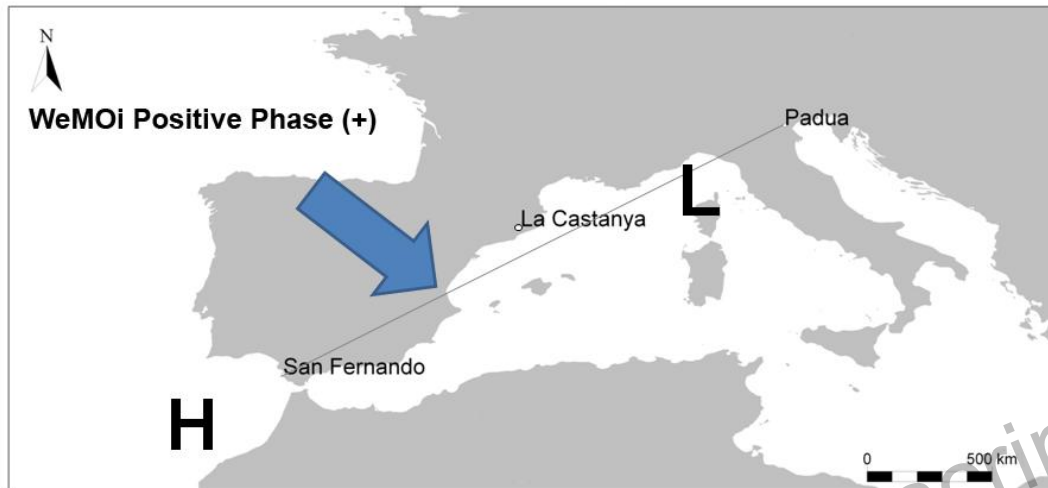 N
WeMOi Positive Phase (+)
Padua
L
La Castanya
San Fernando
H
0 500 km